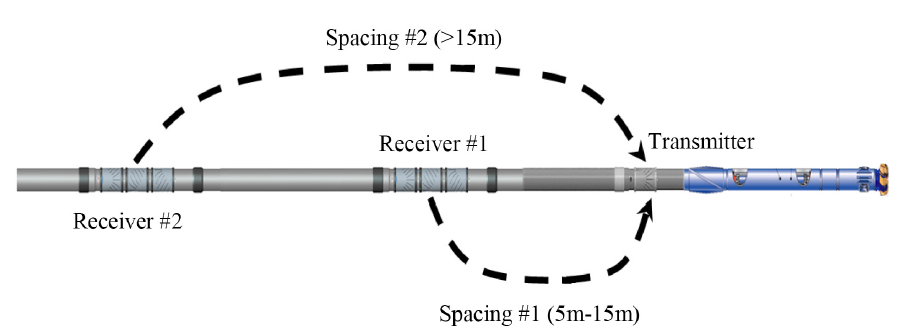 Spacing #2 (>15m)
Receiver #1
Transmitter
Receiver #2
Spacing #1 (5m-15m)